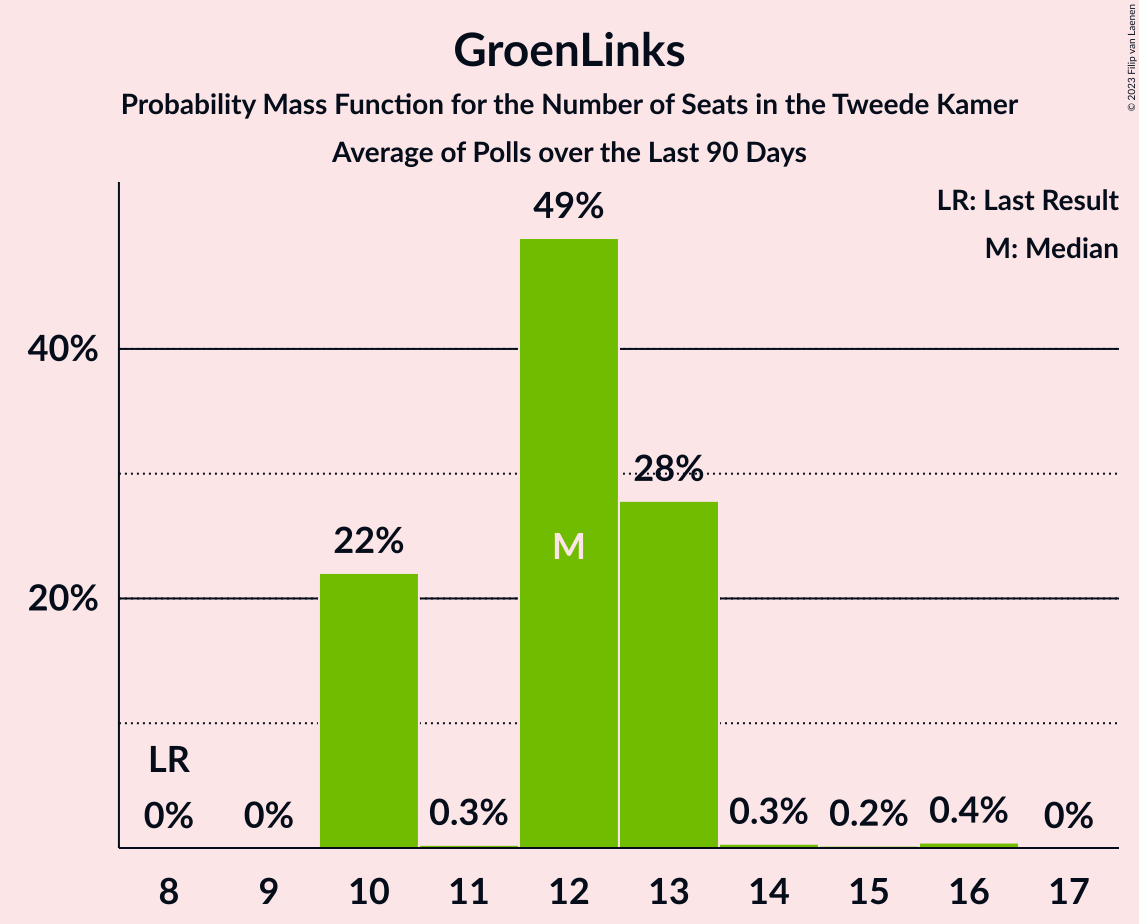 GroenLinks
Probability Mass Function for the Number of Seats in the Tweede Kamer
Average of Polls over the Last 90 Days
© 2023 Filip van Laenen
LR: Last Result
M: Median
49%
40%
28%
M
22%
20%
LR
0%
0%
0.3%
0.3%
0.2%
0.4%
0%
8 9 10 11 12 13 14 15 16 17